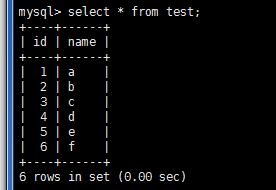 mysql> select * from test;
+----+------+
| id | name |
+----+------+
|  1 | a    |
|  2 | b    |
|  3 | c    |
|  4 | d    |
|  5 | e    |
|  6 | f    |
+----+------+
6 rows in set (0.00 sec)